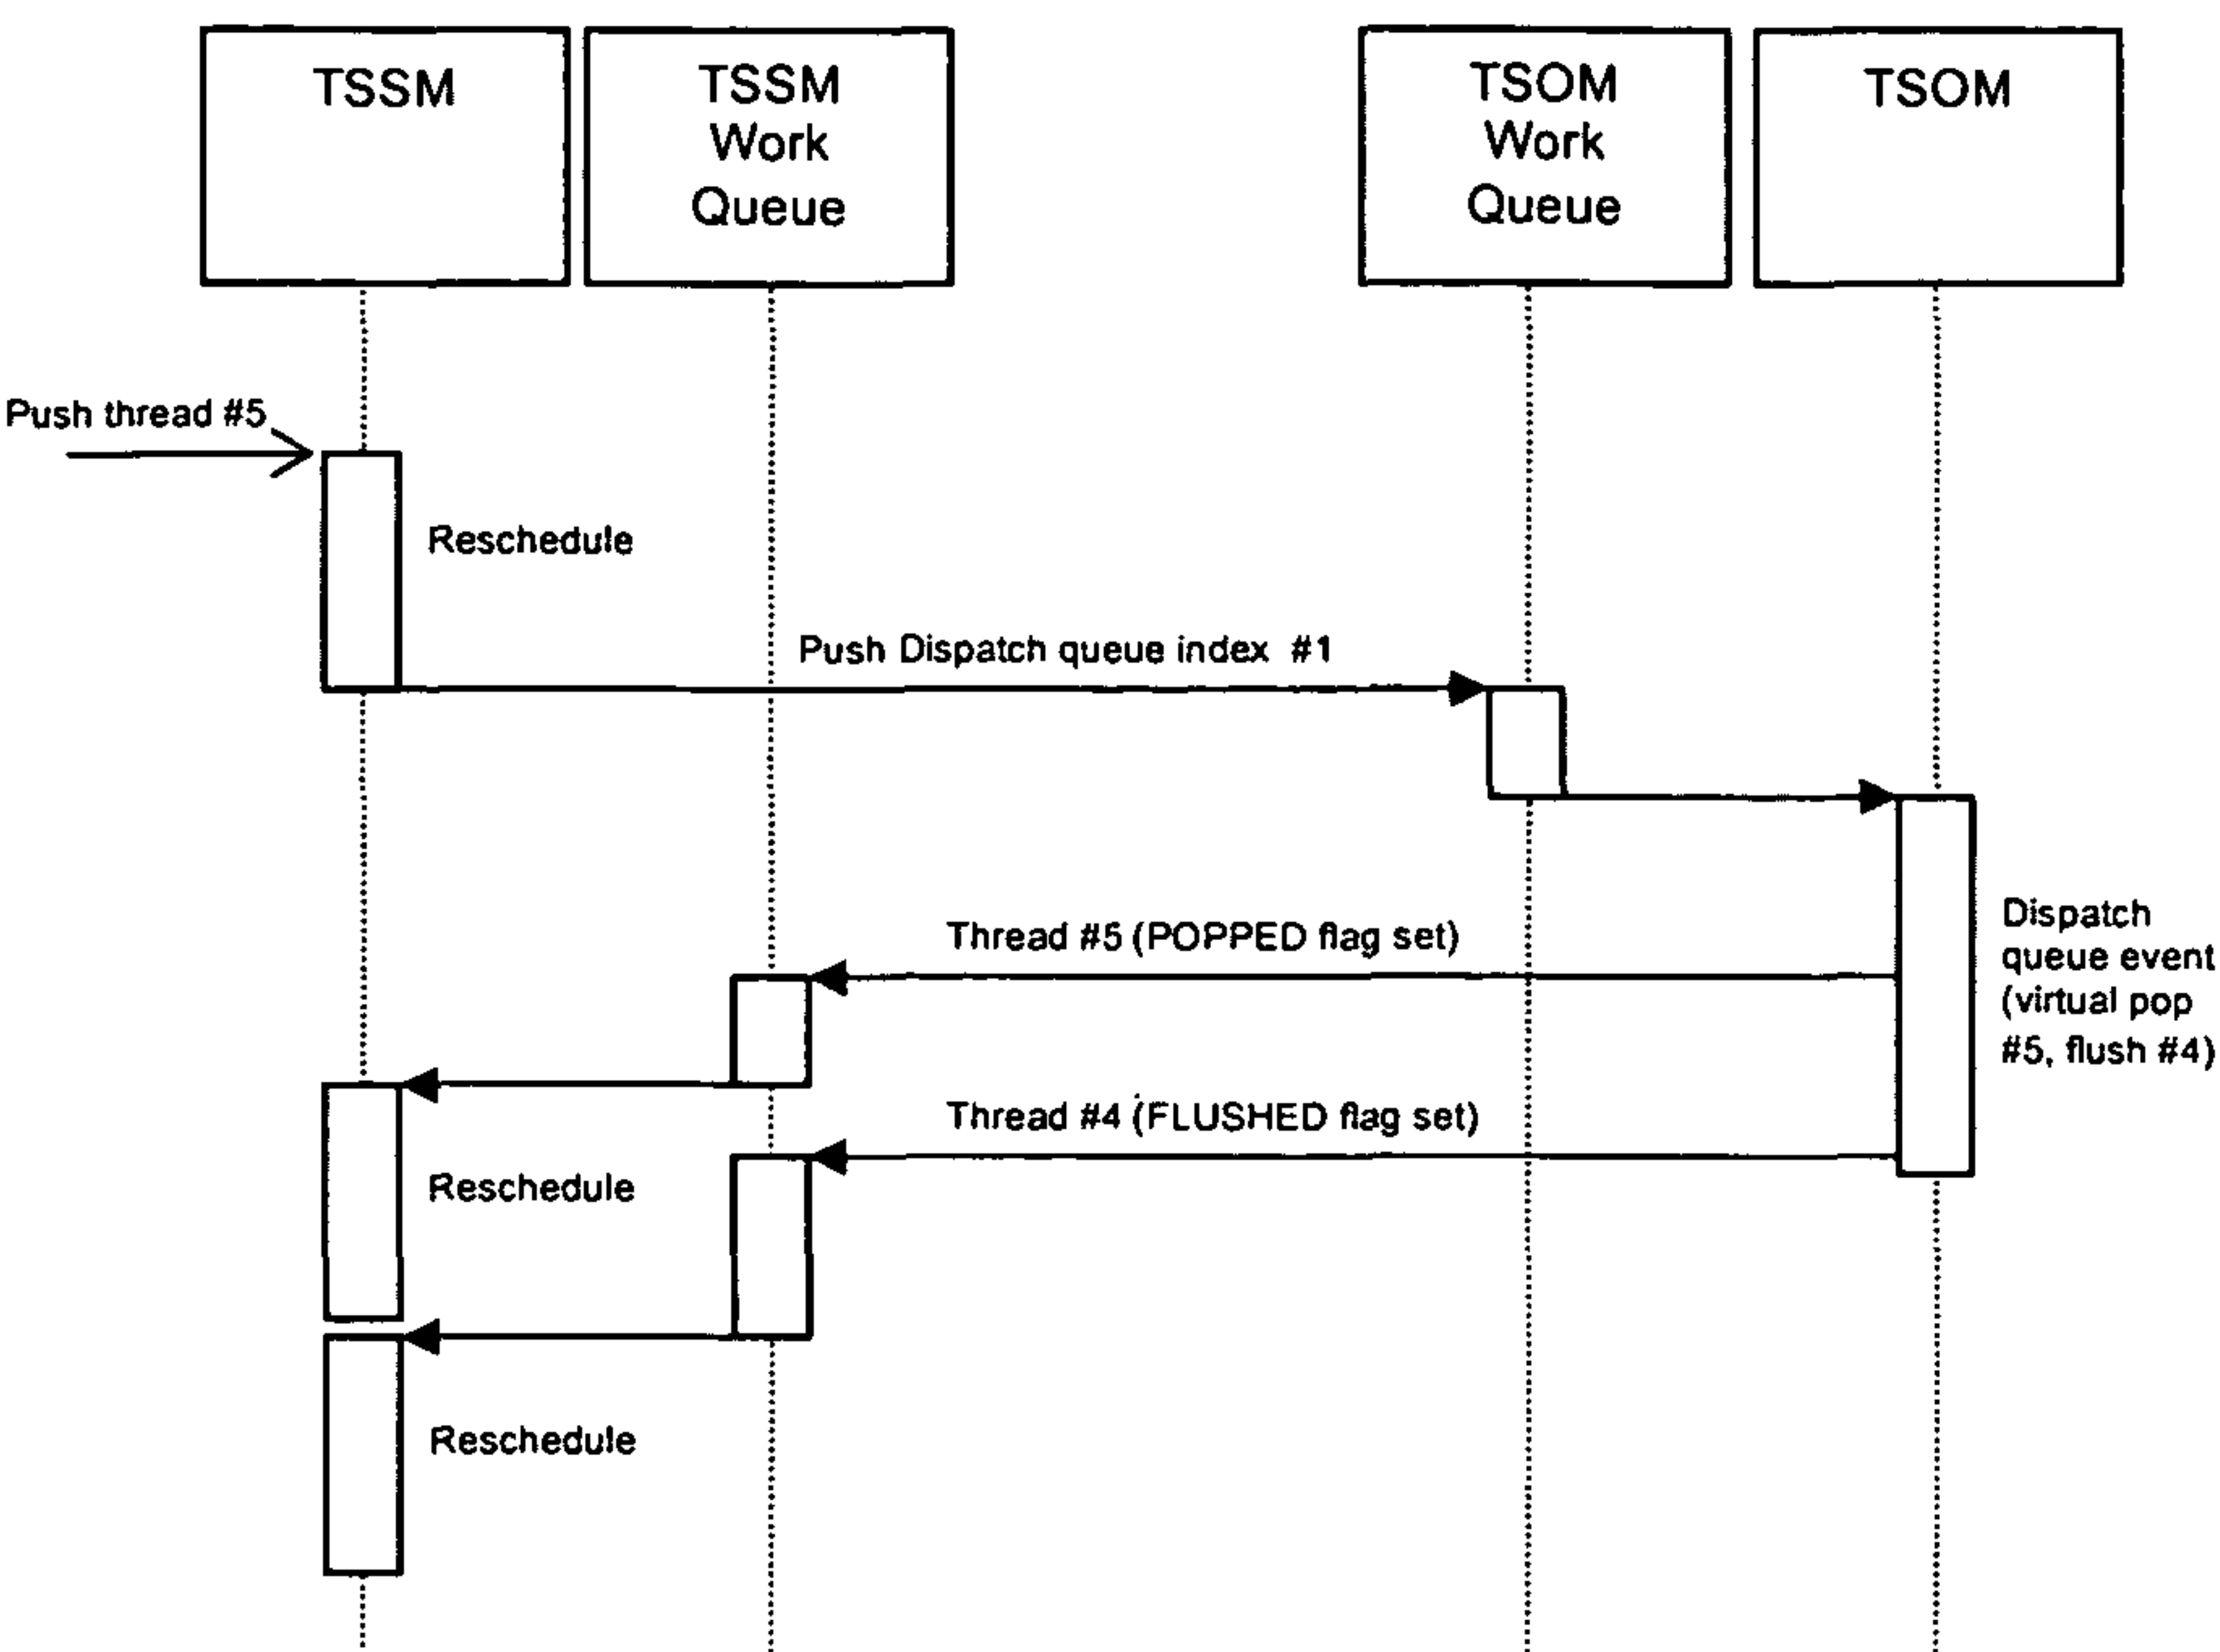 TSSM
TSSM
Work
Queue
TSOM
Work
Queue
TSOM
Push thread #5
Reschedule
Push Dispatch queue index #1
Thread #5 (POPPED flag set)
Dispatch
queue event
(virtual pop
#5, flush #4)
Thread #4 (FLUSHED flag set)
Reschedule
Reschedule